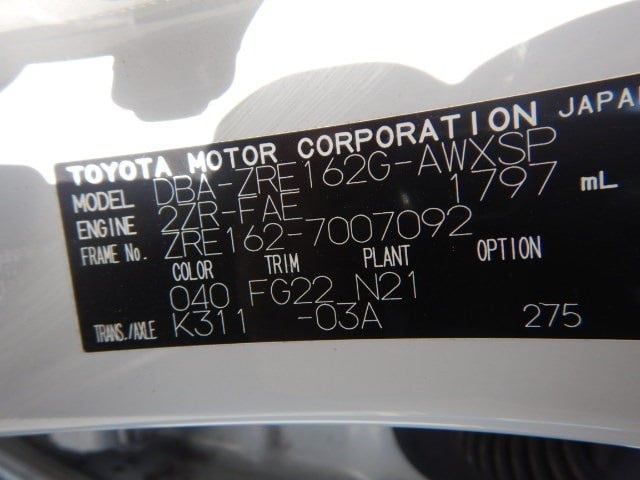 TOYOTA MOTOR CORPORATION JAPAN
MODEL DBA-ZRE162G-AWXSP
ENGINE 2ZR-FAE 1797 mL
FRAME No. ZRE162-7007092
COLOR TRIM PLANT OPTION
040 FG22 N21
TRANS./AXLE K311 -03A 275